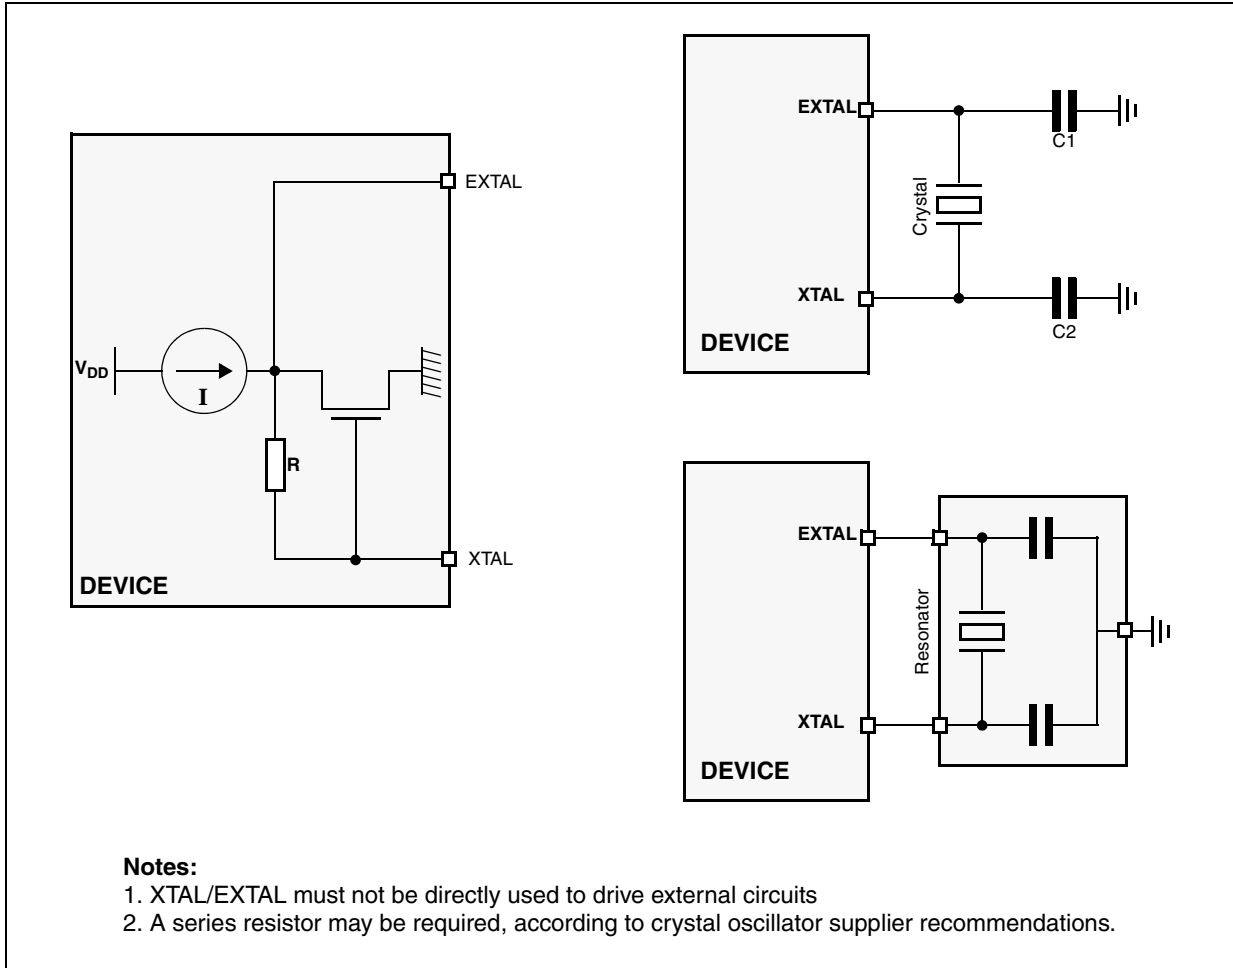 EXTAL
V_DD
I
R
XTAL
DEVICE
EXTAL
C1
Crystal
XTAL
C2
DEVICE
EXTAL
Resonator
XTAL
DEVICE
Notes:
1. XTAL/EXTAL must not be directly used to drive external circuits
2. A series resistor may be required, according to crystal oscillator supplier recommendations.